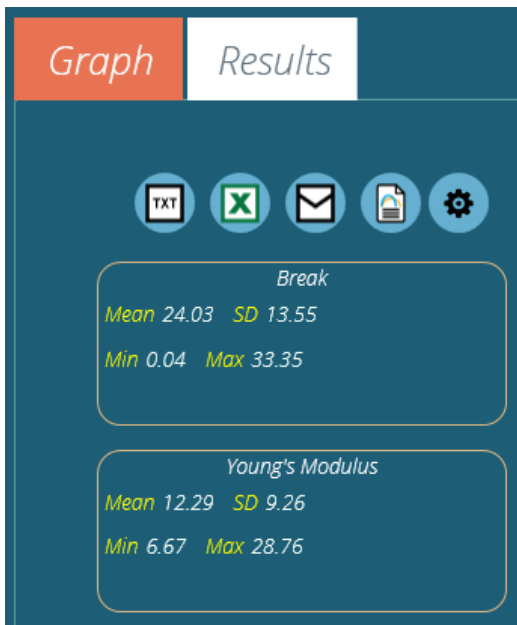 Graph Results
TXT X
Break
Mean 24.03 SD 13.55
Min 0.04 Max 33.35
Young's Modulus
Mean 12.29 SD 9.26
Min 6.67 Max 28.76